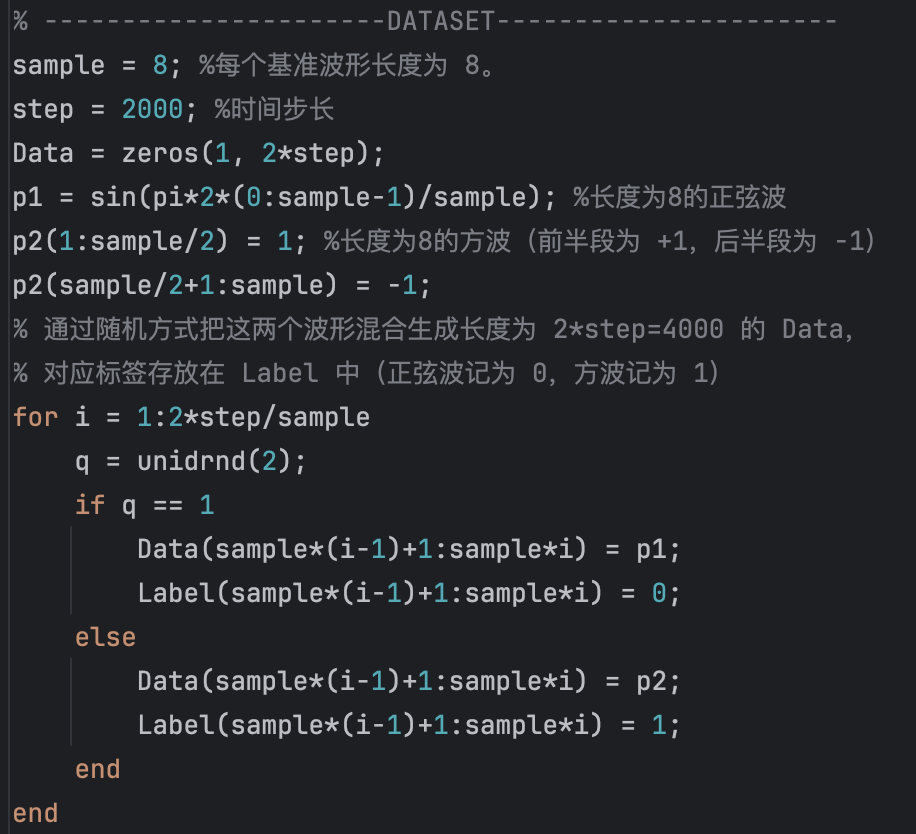 % ----------------------DATASET----------------------
sample = 8; %每个基准波形长度为 8。
step = 2000; %时间步长
Data = zeros(1, 2*step);
p1 = sin(pi*2*(0:sample-1)/sample); %长度为8的正弦波
p2(1:sample/2) = 1; %长度为8的方波（前半段为 +1，后半段为 -1）
p2(sample/2+1:sample) = -1;
% 通过随机方式把这两个波形混合生成长度为 2*step=4000 的 Data，
% 对应标签存放在 Label 中（正弦波记为 0，方波记为 1）
for i = 1:2*step/sample
    q = unidrnd(2);
    if q == 1
        Data(sample*(i-1)+1:sample*i) = p1;
        Label(sample*(i-1)+1:sample*i) = 0;
    else
        Data(sample*(i-1)+1:sample*i) = p2;
        Label(sample*(i-1)+1:sample*i) = 1;
    end
end